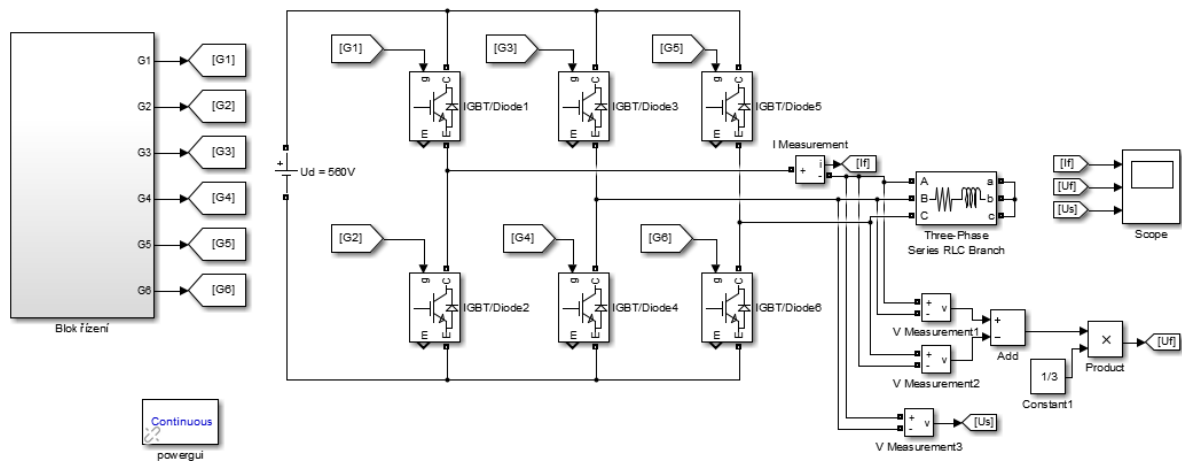 G1
G2
G3
G4
G5
G6
Blok řízení
[G1]
[G2]
[G3]
[G4]
[G5]
[G6]
Continuous
powergui
+
Ud = 560V
[G1]
[G3]
[G5]
g
C
m
E
IGBT/Diode1
g
C
m
E
IGBT/Diode3
g
C
m
E
IGBT/Diode5
[G2]
[G4]
[G6]
g
C
m
E
IGBT/Diode2
g
C
m
E
IGBT/Diode4
g
C
m
E
IGBT/Diode6
I Measurement
+
i
-
[If]
A
B
C
a
b
c
Three-Phase
Series RLC Branch
[If]
[Uf]
[Us]
Scope
+
-
v
V Measurement1
+
-
v
V Measurement2
+
−
Add
1/3
Constant1
×
Product
[Uf]
+
-
v
V Measurement3
[Us]